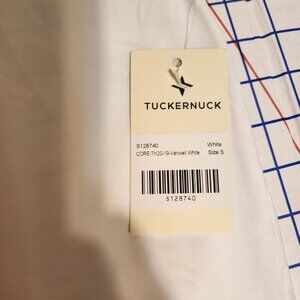 TUCKERNUCK
S128740 White
CORE-TN20-19-Vanwell White Size S
S128740